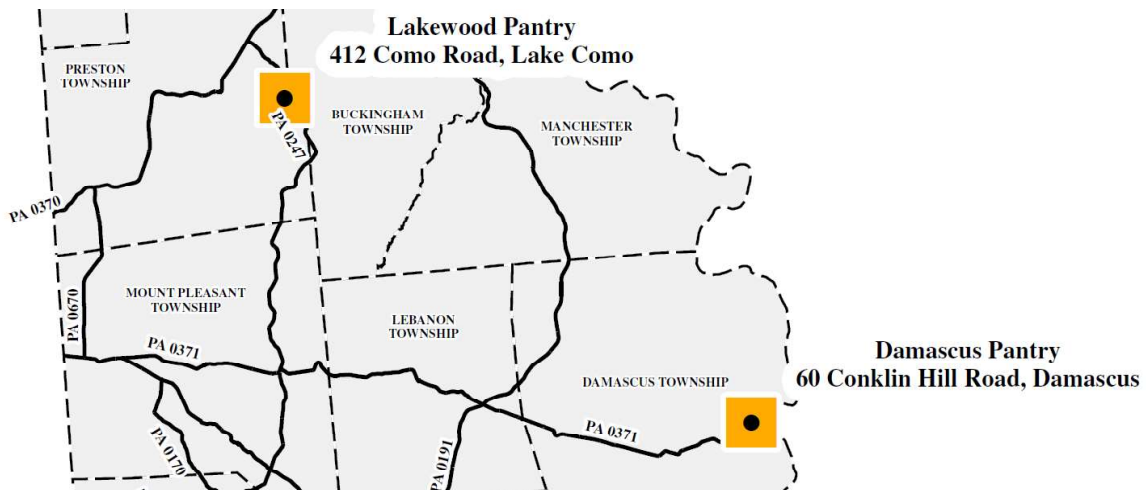 Lakewood Pantry
412 Como Road, Lake Como
PRESTON
TOWNSHIP
BUCKINGHAM
TOWNSHIP
MANCHESTER
TOWNSHIP
PA 0247
PA 0370
MOUNT PLEASANT
TOWNSHIP
PA 0670
LEBANON
TOWNSHIP
PA 0371
Damascus Pantry
60 Conklin Hill Road, Damascus
DAMASCUS TOWNSHIP
PA 0371
PA 0170
PA 0191